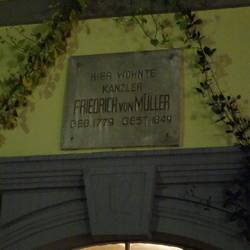 HIER WOHNTE
KANZLER
FRIEDRICH VON MÜLLER
GEB. 1779 GEST. 1849